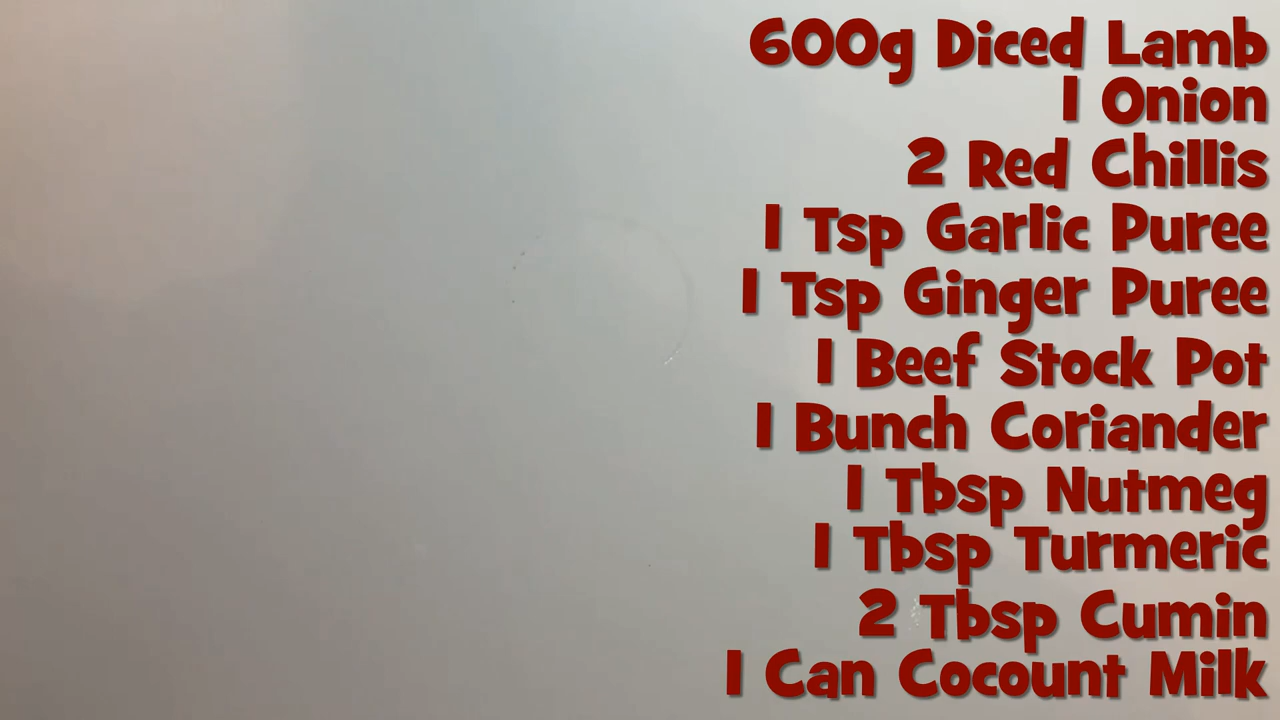 600g Diced Lamb
1 Onion
2 Red Chillis
1 Tsp Garlic Puree
1 Tsp Ginger Puree
1 Beef Stock Pot
1 Bunch Coriander
1 Tbsp Nutmeg
1 Tbsp Turmeric
2 Tbsp Cumin
1 Can Cocount Milk